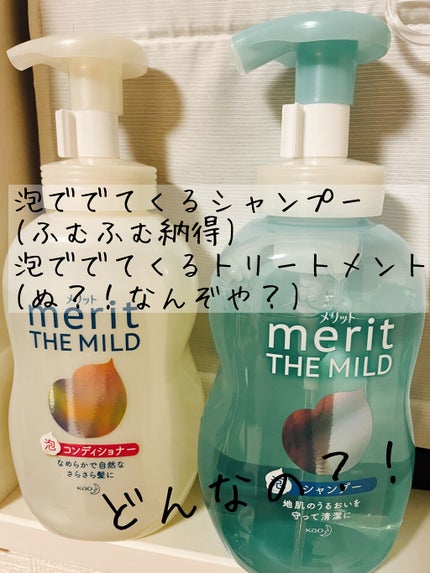 泡ででてくるシャンプー
(ふむふむ納得)
泡ででてくるトリートメント
(ぬ?!なんぞや?)
メリット
merit
THE MILD
泡 コンディショナー
なめらかで自然な
さらさら髪に
Kao
メリット
merit
THE MILD
シャンプー
地肌のうるおいを
守って清潔に
Kao
どんなの?!